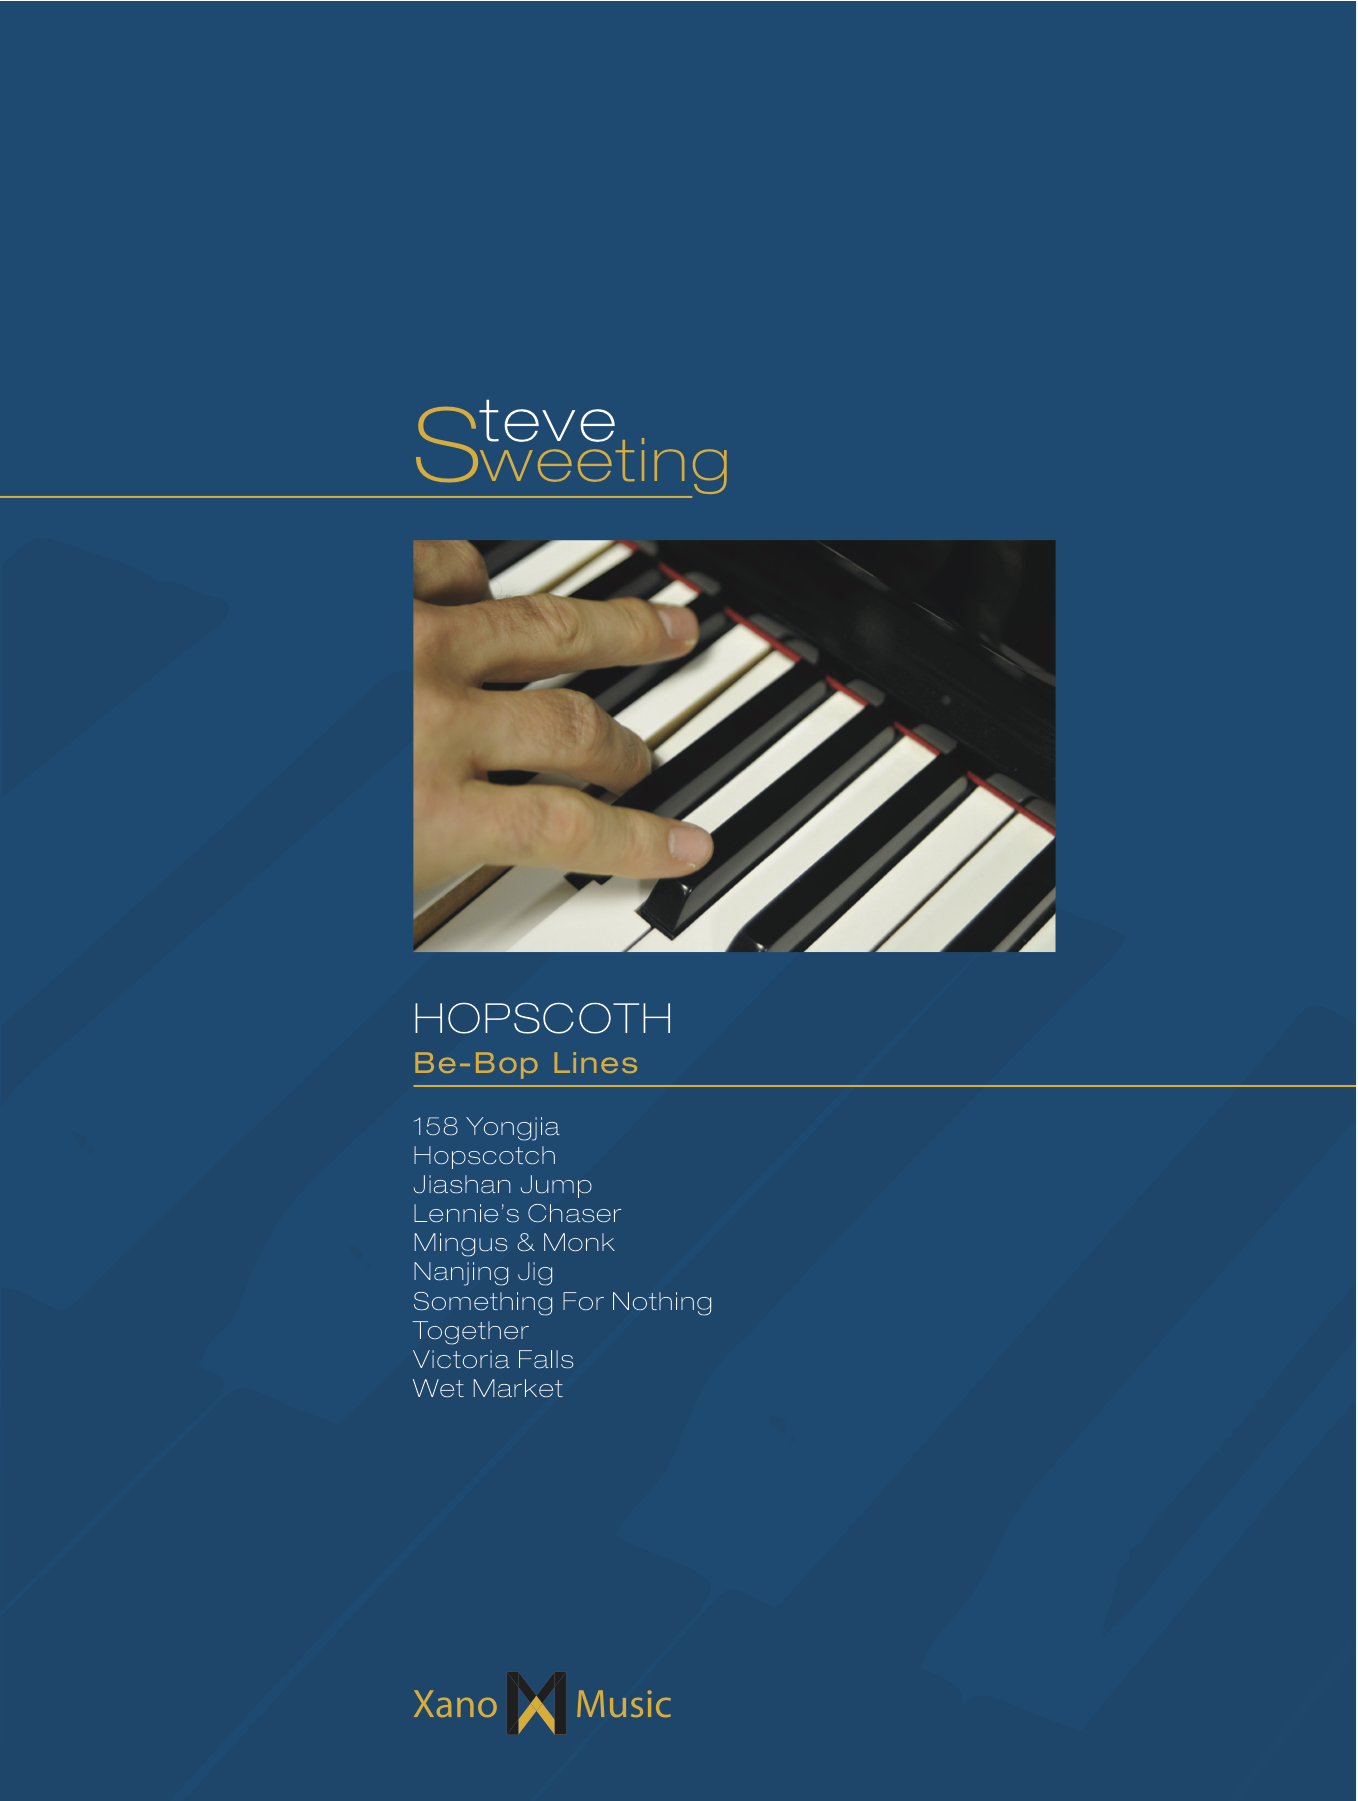 Steve
Sweeting
HOPSCOTH
Be-Bop Lines
158 Yongjia
Hopscotch
Jiashan Jump
Lennie's Chaser
Mingus & Monk
Nanjing Jig
Something For Nothing
Together
Victoria Falls
Wet Market
Xano Music